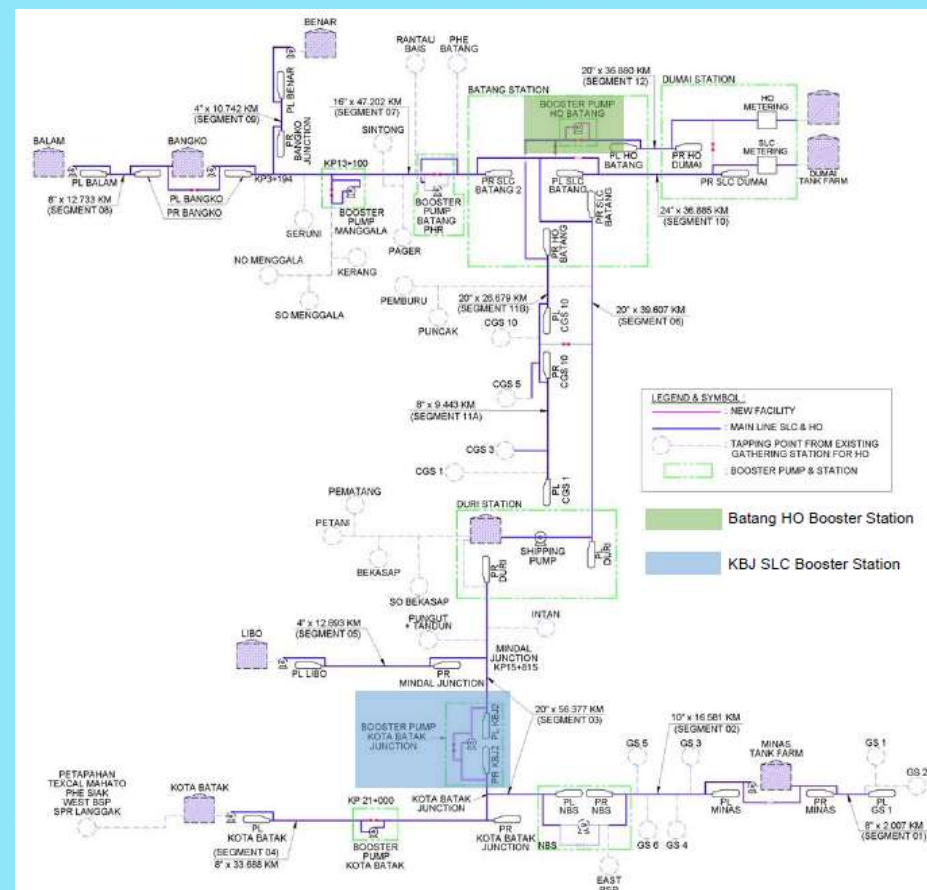 BENAR
RANTAU
BAIS
PHE
BATANG
20" x 36.880 KM
(SEGMENT 12)
DUMAI STATION
BATANG STATION
HO
METERING
BOOSTER PUMP
HO BATANG
4" x 10.742 KM
(SEGMENT 09)
PL BENAR
16" x 47.202 KM
(SEGMENT 07)
SINTONG
PR
BANGKO
JUNCTION
SLC
METERING
BALAM
BANGKO
KP13+100
PL HO
BATANG
PR HO
DUMAI
DUMAI
TANK FARM
PL BALAM
KP3+194
PR SLC
BATANG 2
PL SLC
BATANG
PR SLC DUMAI
8" x 12.733 KM
(SEGMENT 08)
PL BANGKO
PR BANGKO
BOOSTER
PUMP
MANGGALA
BOOSTER
PUMP
BATANG
PHR
PR SLC
BATANG
24" x 36.885 KM
(SEGMENT 10)
SERUNI
PAGER
PR HO
BATANG
NO MENGGALA
KERANG
SO MENGGALA
PEMBURU
20" x 26.679 KM
(SEGMENT 11B)
20" x 39.607 KM
(SEGMENT 06)
PUNCAK
CGS 10
PL
CGS 10
PR
CGS 10
CGS 5
8" x 9.443 KM
(SEGMENT 11A)
LEGEND & SYMBOL :
: NEW FACILITY
: MAIN LINE SLC & HO
: TAPPING POINT FROM EXISTING
GATHERING STATION FOR HO
: BOOSTER PUMP & STATION
CGS 3
CGS 1
PL
CGS 1
PEMATANG
DURI STATION
Batang HO Booster Station
PETANI
SHIPPING
PUMP
KBJ SLC Booster Station
BEKASAP
PR
DURI
PL
DURI
SO BEKASAP
PUNGUT
+ TANDUN
INTAN
4" x 12.893 KM
(SEGMENT 05)
LIBO
MINDAL
JUNCTION
KP15+815
PL LIBO
PR
MINDAL JUNCTION
20" x 56.377 KM
(SEGMENT 03)
10" x 16.581 KM
(SEGMENT 02)
BOOSTER PUMP
KOTA BATAK
JUNCTION
PL KBJ2
PR KBJ2
GS 5
GS 3
MINAS
TANK FARM
GS 1
GS 2
PETAPAHAN
TEXCAL MAHATO
PHE SIAK
WEST BSP
SPR LANGGAK
KOTA BATAK
KP 21+000
KOTA BATAK
JUNCTION
PL
NBS
PR
NBS
PL
MINAS
PR
MINAS
PL
GS 1
PL
KOTA BATAK
PR
KOTA BATAK
JUNCTION
NBS
GS 6
GS 4
8" x 2.007 KM
(SEGMENT 01)
(SEGMENT 04)
8" x 33.688 KM
BOOSTER
PUMP
KOTA BATAK
EAST
BSP